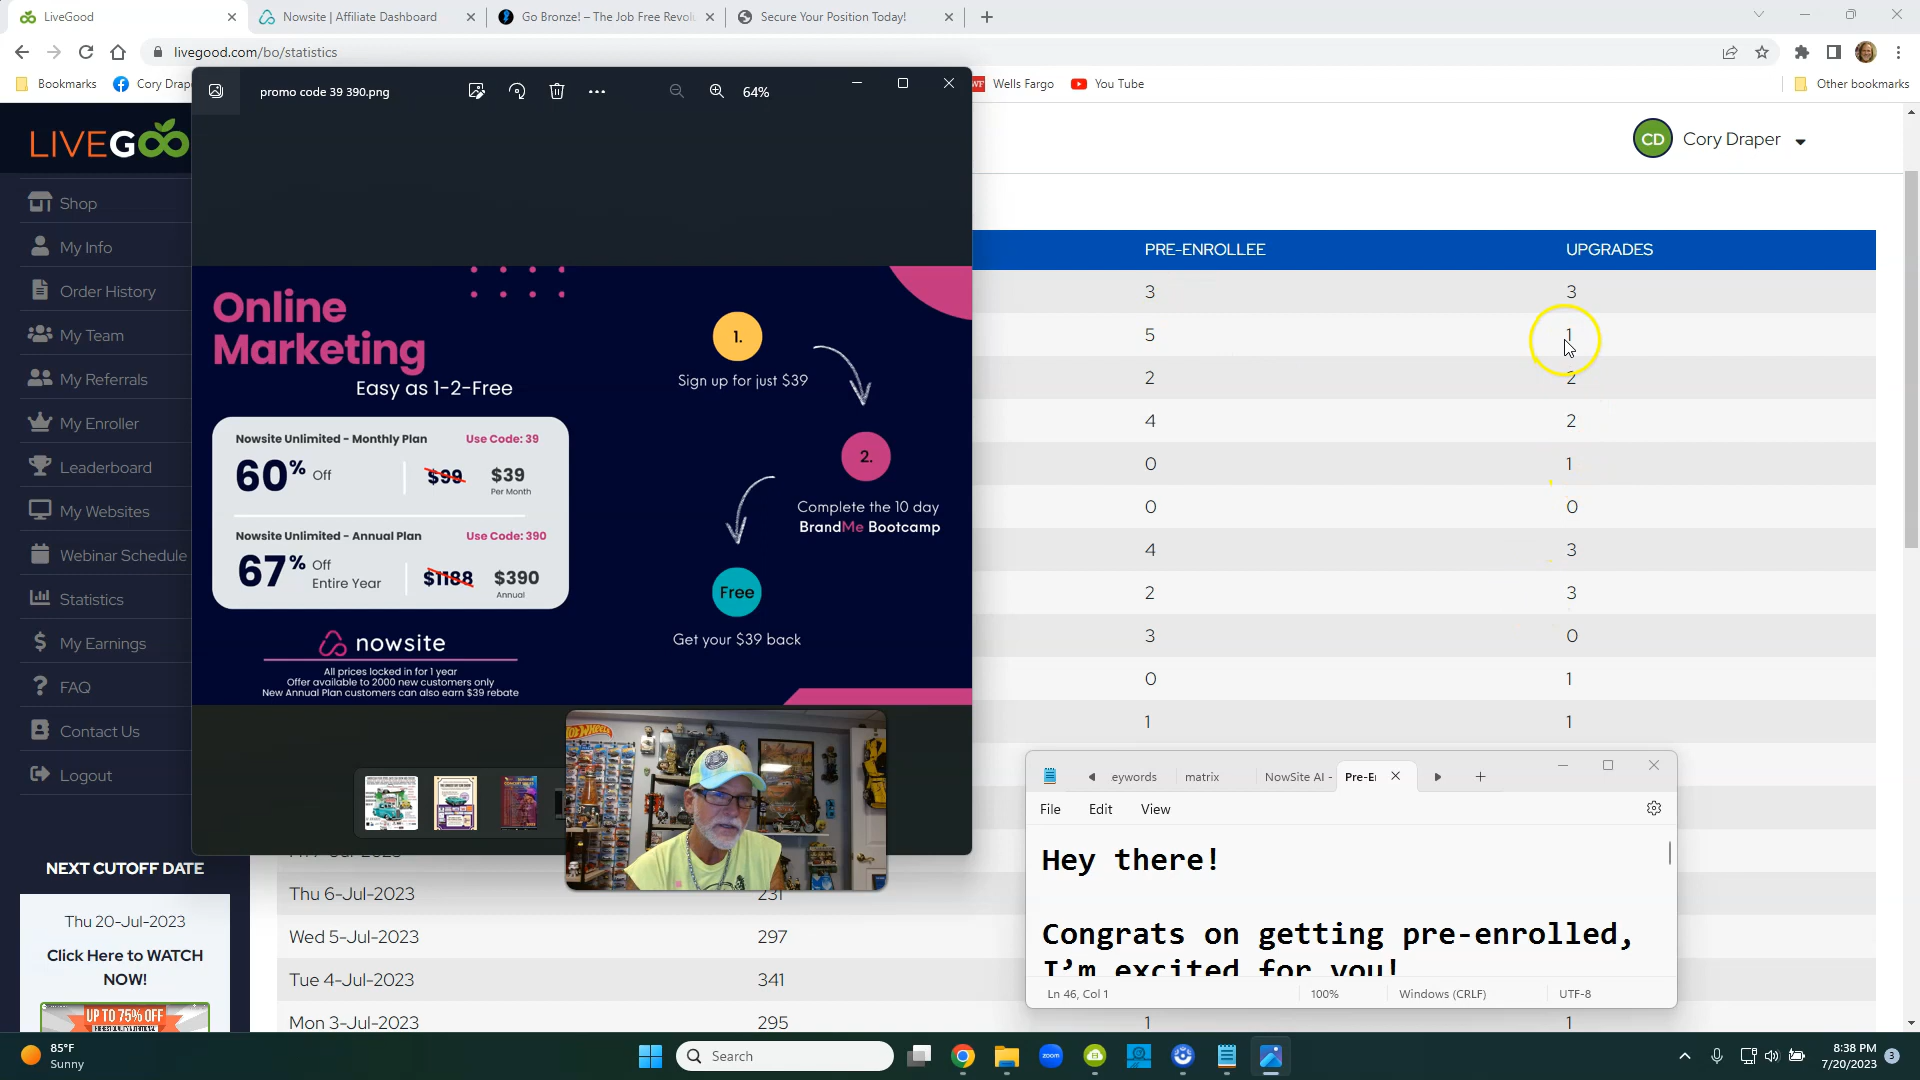 LiveGood
Nowsite | Affiliate Dashboard
Go Bronze! – The Job Free Revolu
Secure Your Position Today!
livegood.com/bo/statistics
Bookmarks
Cory Drape
Wells Fargo
You Tube
Other bookmarks
promo code 39 390.png
64%
LIVEGOO
CD
Cory Draper
Shop
My Info
Order History
My Team
My Referrals
My Enroller
Leaderboard
My Websites
Webinar Schedule
Statistics
My Earnings
FAQ
Contact Us
Logout
NEXT CUTOFF DATE
Thu 20-Jul-2023
Click Here to WATCH
NOW!
UP TO 75% OFF
Online
Marketing
Easy as 1-2-Free
Nowsite Unlimited - Monthly Plan
Use Code: 39
60% Off
$99
$39
Per Month
Nowsite Unlimited - Annual Plan
Use Code: 390
67% Off
Entire Year
$1188
$390
Annual
nowsite
All prices locked in for 1 year
Offer available to 2000 new customers only
New Annual Plan customers can also earn $39 rebate
1.
Sign up for just $39
2.
Complete the 10 day
BrandMe Bootcamp
Free
Get your $39 back
HOT WHEELS
PRE-ENROLLEE
UPGRADES
3 3
5 1
2 2
4 2
0 1
0 0
4 3
2 3
3 0
0 1
1 1
Thu 6-Jul-2023 231
Wed 5-Jul-2023 297
Tue 4-Jul-2023 341
Mon 3-Jul-2023 295 1 1
eywords
matrix
NowSite AI -
Pre-E
File
Edit
View
Hey there!
Congrats on getting pre-enrolled,
I'm excited for you!
Ln 46, Col 1
100%
Windows (CRLF)
UTF-8
85°F
Sunny
Search
zoom
8:38 PM
7/20/2023
3